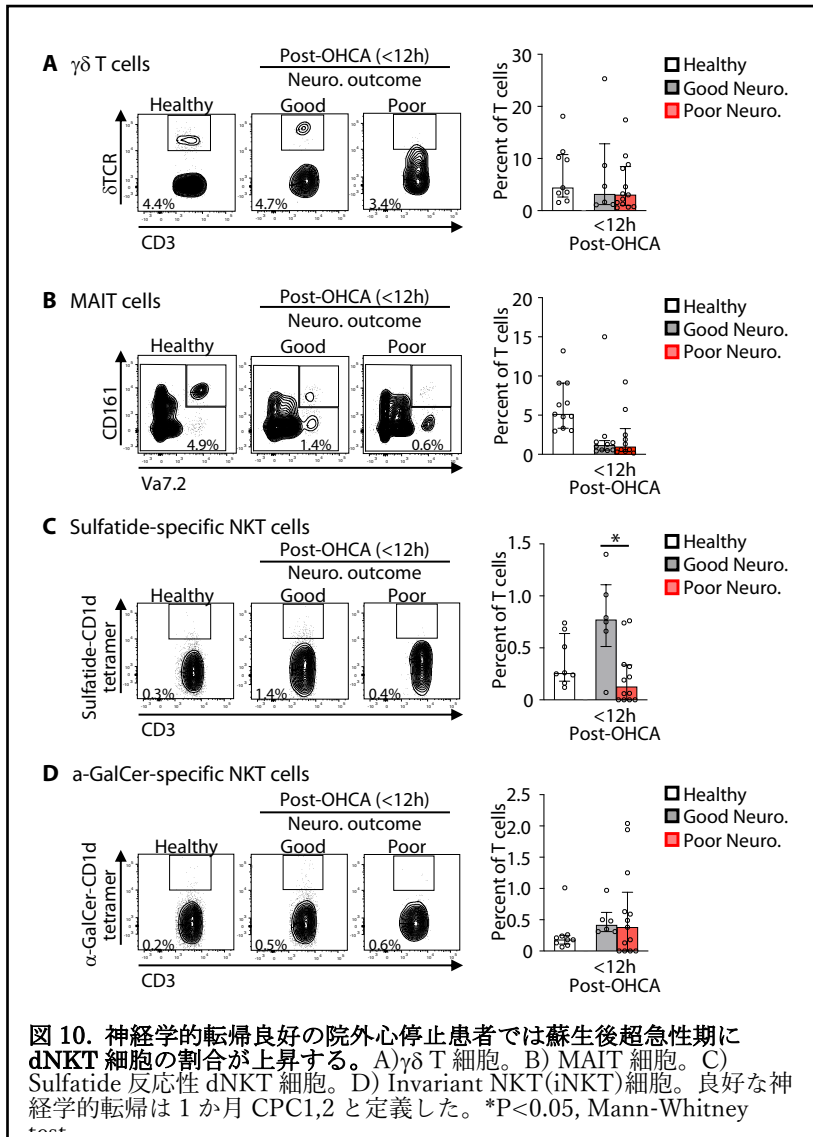 A γδ T cells
Post-OHCA (<12h)
Neuro. outcome
Healthy
Good
Poor
δTCR
4.4%
4.7%
3.4%
CD3
Percent of T cells
30
20
10
5
0
<12h
Post-OHCA
Healthy
Good Neuro.
Poor Neuro.
B MAIT cells
Post-OHCA (<12h)
Neuro. outcome
Healthy
Good
Poor
CD161
4.9%
1.4%
0.6%
Va7.2
Percent of T cells
20
15
10
5
0
<12h
Post-OHCA
Healthy
Good Neuro.
Poor Neuro.
C Sulfatide-specific NKT cells
Post-OHCA (<12h)
Neuro. outcome
Healthy
Good
Poor
Sulfatide-CD1d
tetramer
0.3%
1.4%
0.4%
CD3
Percent of T cells
1.5
1.0
0.5
0
*
<12h
Post-OHCA
Healthy
Good Neuro.
Poor Neuro.
D a-GalCer-specific NKT cells
Post-OHCA (<12h)
Neuro. outcome
Healthy
Good
Poor
α-GalCer-CD1d
tetramer
0.2%
0.5%
0.6%
CD3
Percent of T cells
2.5
2.0
1.5
1.0
0.5
0
<12h
Post-OHCA
Healthy
Good Neuro.
Poor Neuro.
図 10. 神経学的転帰良好の院外心停止患者では蘇生後超急性期に
dNKT 細胞の割合が上昇する。A)γδ T 細胞。B) MAIT 細胞。C)
Sulfatide 反応性 dNKT 細胞。D) Invariant NKT(iNKT)細胞。良好な神
経学的転帰は 1 か月 CPC1,2 と定義した。*P<0.05, Mann-Whitney